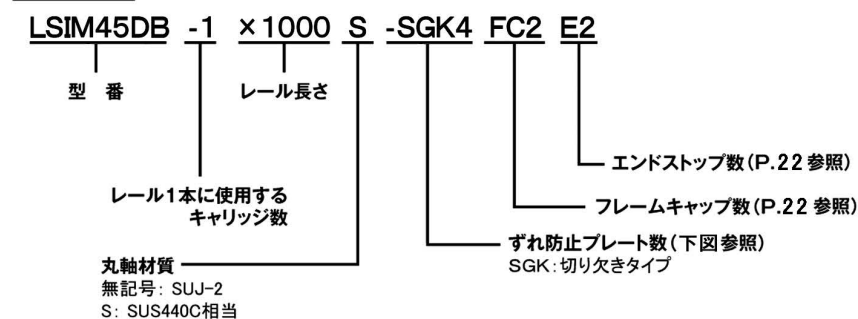 LSIM45DB -1 ×1000 S -SGK4 FC2 E2
型 番
レール長さ
エンドストップ数(P.22参照)
レール1本に使用する
キャリッジ数
フレームキャップ数(P.22参照)
ずれ防止プレート数(下図参照)
SGK:切り欠きタイプ
丸軸材質
無記号: SUJ-2
S: SUS440C相当